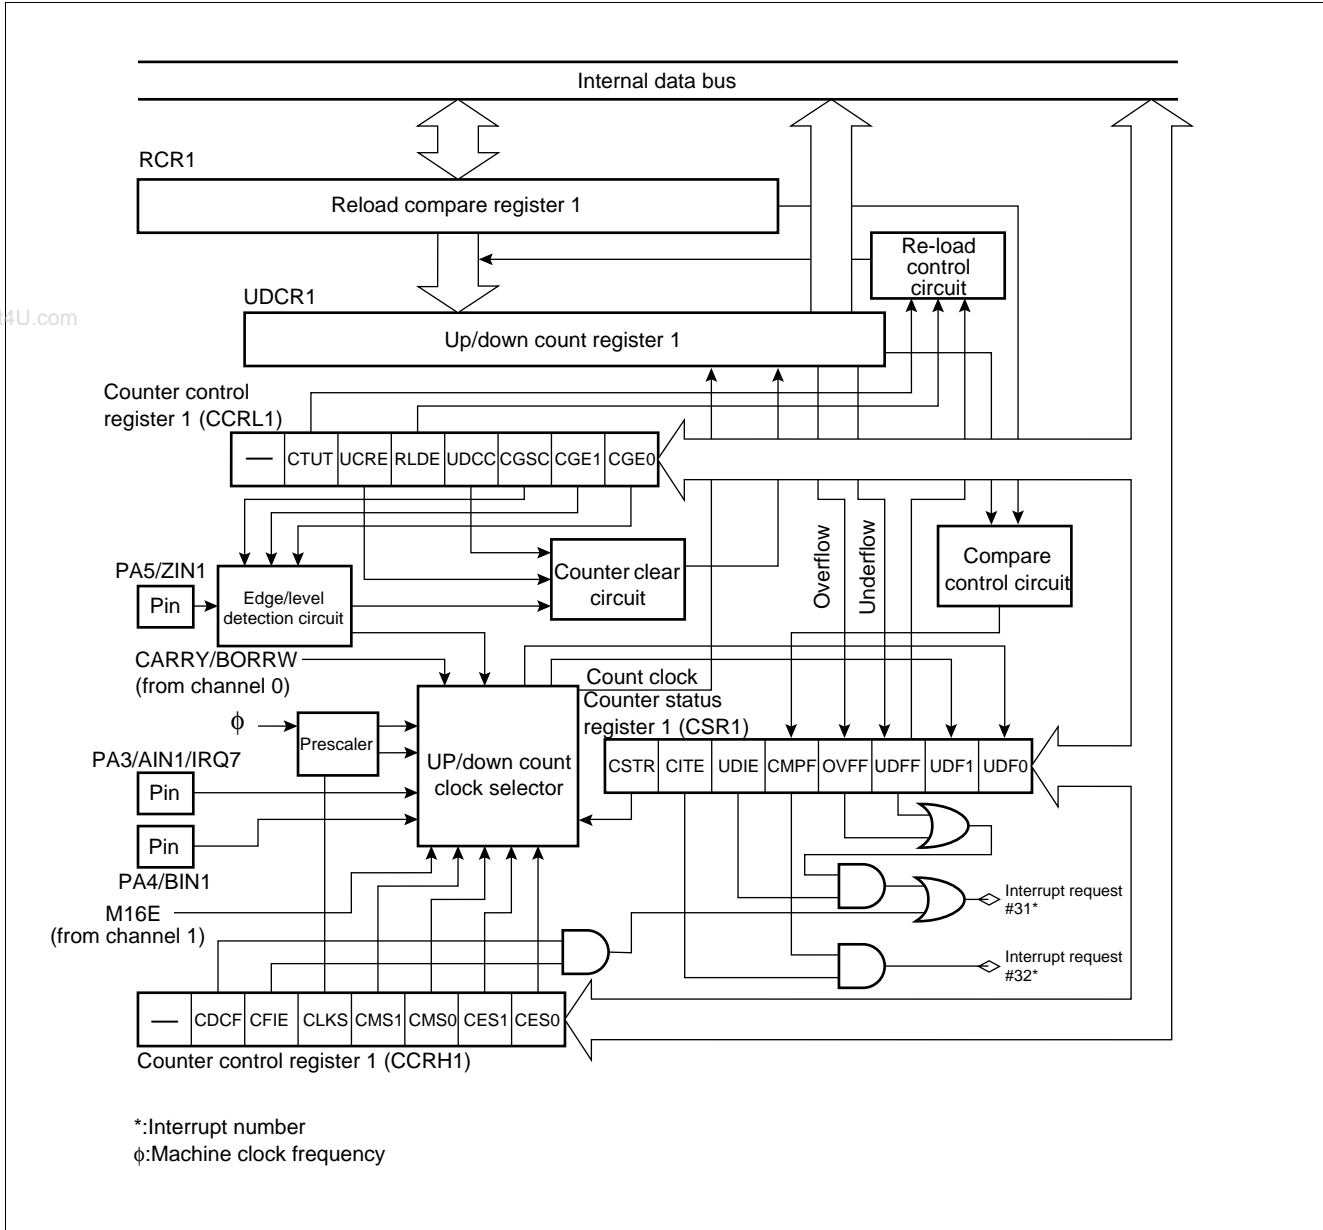 Internal data bus
RCR1
Reload compare register 1
Re-load
control
circuit
UDCR1
t4U.com
Up/down count register 1
Counter control
register 1 (CCRL1)
— CTUT UCRE RLDE UDCC CGSC CGE1 CGE0
Overflow
Underflow
Compare
control circuit
PA5/ZIN1
Pin
Edge/level
detection circuit
Counter clear
circuit
CARRY/BORRW
(from channel 0)
Count clock
Counter status
register 1 (CSR1)
ϕ
Prescaler
UP/down count
clock selector
CSTR CITE UDIE CMPF OVFF UDFF UDF1 UDF0
PA3/AIN1/IRQ7
Pin
Pin
PA4/BIN1
M16E
(from channel 1)
Interrupt request
#31*
Interrupt request
#32*
— CDCF CFIE CLKS CMS1 CMS0 CES1 CES0
Counter control register 1 (CCRH1)
*:Interrupt number
ϕ:Machine clock frequency